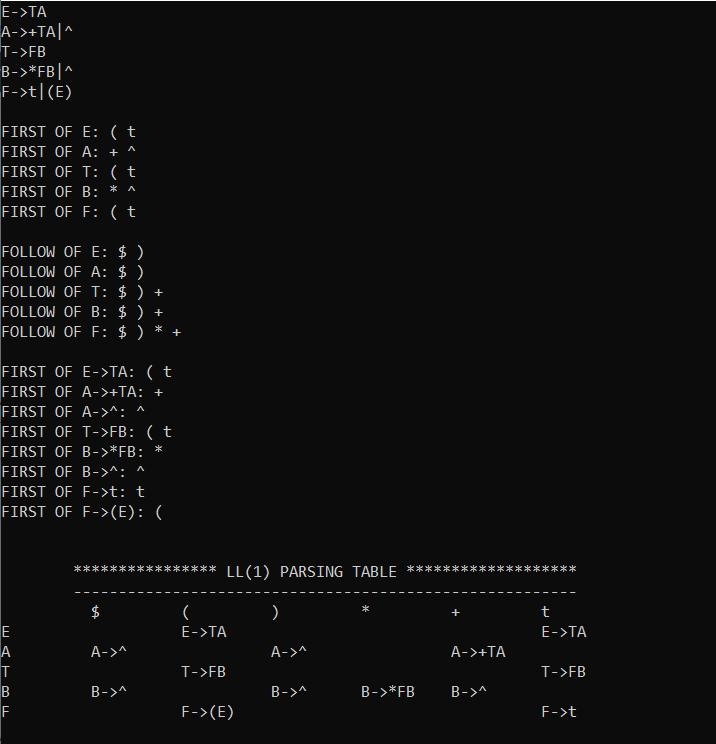 E->TA
A->+TA|^
T->FB
B->*FB|^
F->t|(E)

FIRST OF E: ( t
FIRST OF A: + ^
FIRST OF T: ( t
FIRST OF B: * ^
FIRST OF F: ( t

FOLLOW OF E: $ )
FOLLOW OF A: $ )
FOLLOW OF T: $ ) +
FOLLOW OF B: $ ) +
FOLLOW OF F: $ ) * +

FIRST OF E->TA: ( t
FIRST OF A->+TA: +
FIRST OF A->^: ^
FIRST OF T->FB: ( t
FIRST OF B->*FB: *
FIRST OF B->^: ^
FIRST OF F->t: t
FIRST OF F->(E): (

        **************** LL(1) PARSING TABLE *******************
        --------------------------------------------------------
          $         (         )         *         +         t
E                   E->TA                                   E->TA
A         A->^                A->^                A->+TA
T                   T->FB                                   T->FB
B         B->^                B->^      B->*FB    B->^
F                   F->(E)                                  F->t